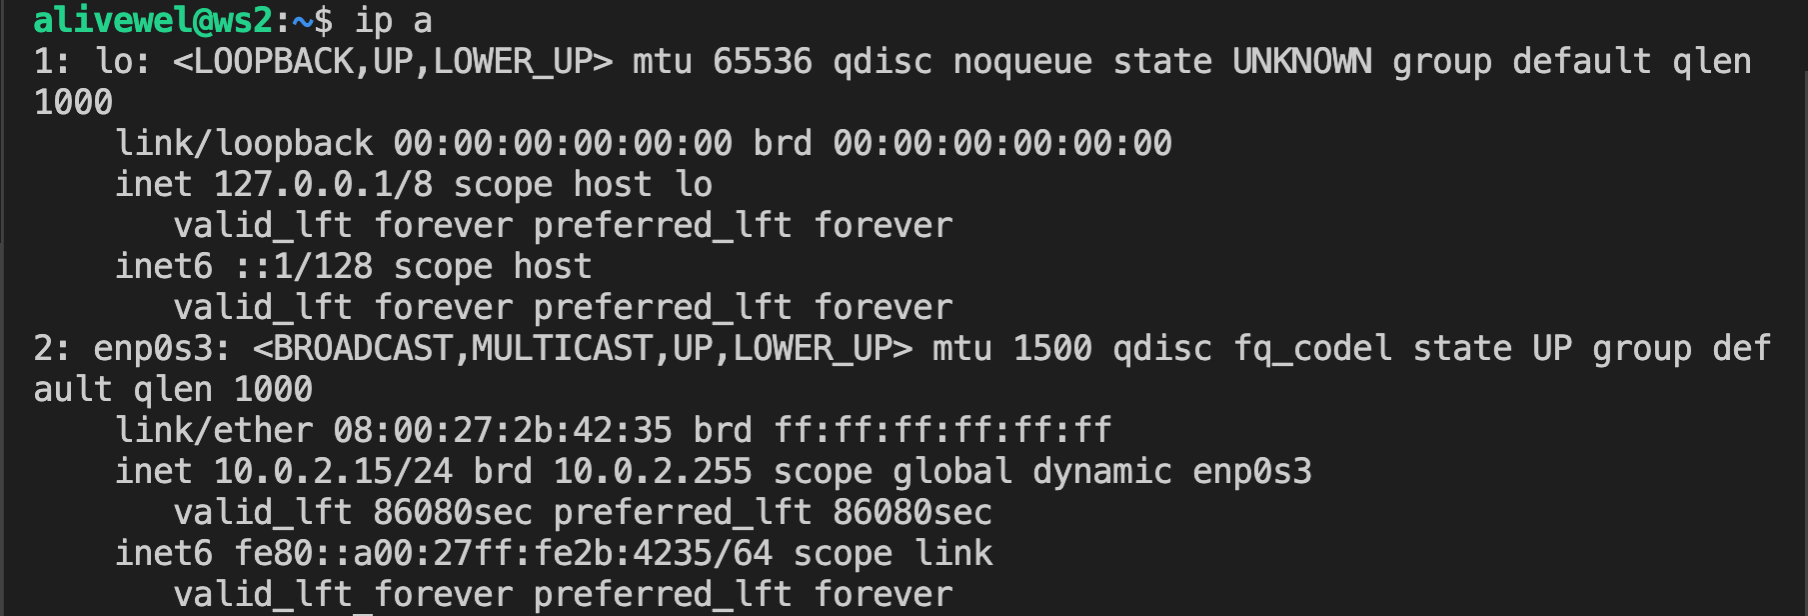 alivewel@ws2:~$ ip a
1: lo: <LOOPBACK,UP,LOWER_UP> mtu 65536 qdisc noqueue state UNKNOWN group default qlen
1000
    link/loopback 00:00:00:00:00:00 brd 00:00:00:00:00:00
    inet 127.0.0.1/8 scope host lo
       valid_lft forever preferred_lft forever
    inet6 ::1/128 scope host
       valid_lft forever preferred_lft forever
2: enp0s3: <BROADCAST,MULTICAST,UP,LOWER_UP> mtu 1500 qdisc fq_codel state UP group def
ault qlen 1000
    link/ether 08:00:27:2b:42:35 brd ff:ff:ff:ff:ff:ff
    inet 10.0.2.15/24 brd 10.0.2.255 scope global dynamic enp0s3
       valid_lft 86080sec preferred_lft 86080sec
    inet6 fe80::a00:27ff:fe2b:4235/64 scope link
       valid_lft forever preferred_lft forever